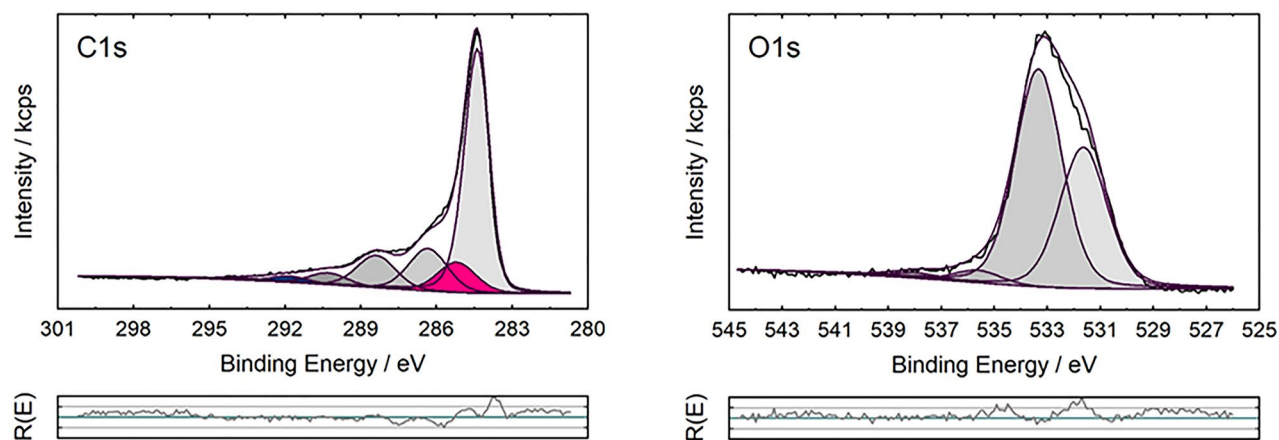 C1s
Intensity / kcps
301 298 295 292 289 286 283 280
Binding Energy / eV
R(E)
O1s
Intensity / kcps
545 543 541 539 537 535 533 531 529 527 525
Binding Energy / eV
R(E)